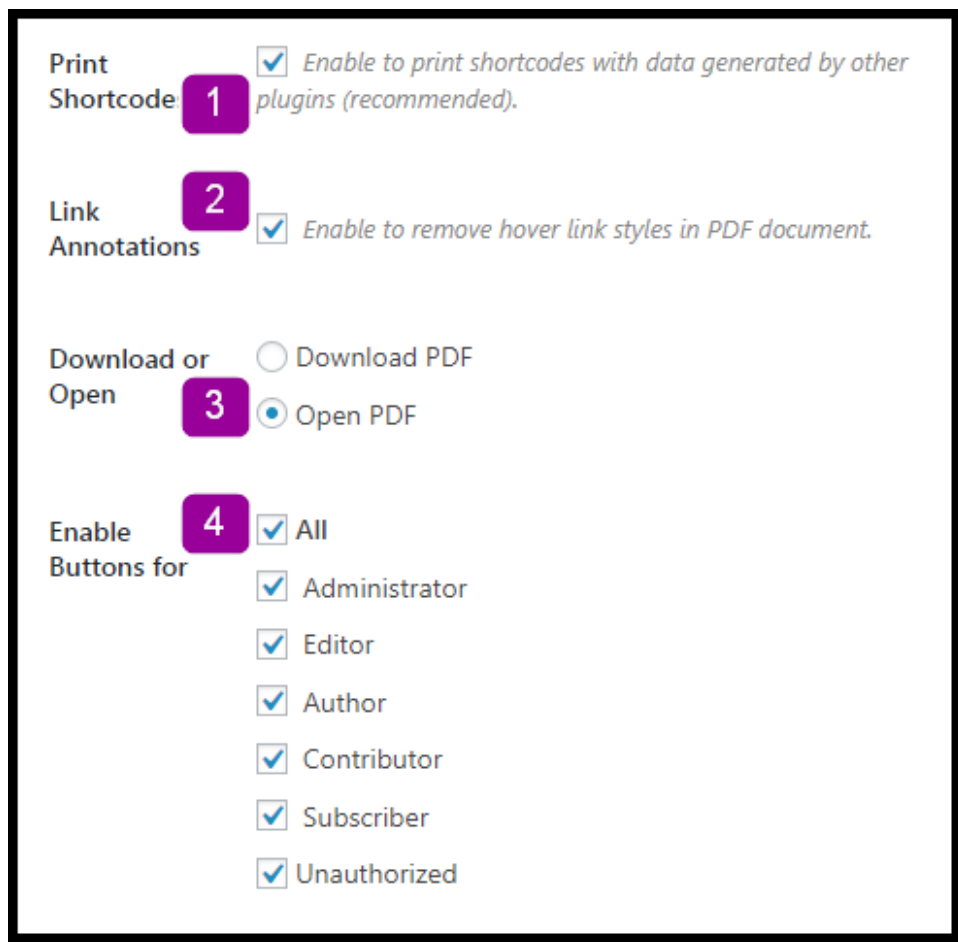 Print
Shortcode
1
Enable to print shortcodes with data generated by other
plugins (recommended).
Link
Annotations
2
Enable to remove hover link styles in PDF document.
Download or
Open
3
Download PDF
Open PDF
Enable
Buttons for
4
All
Administrator
Editor
Author
Contributor
Subscriber
Unauthorized